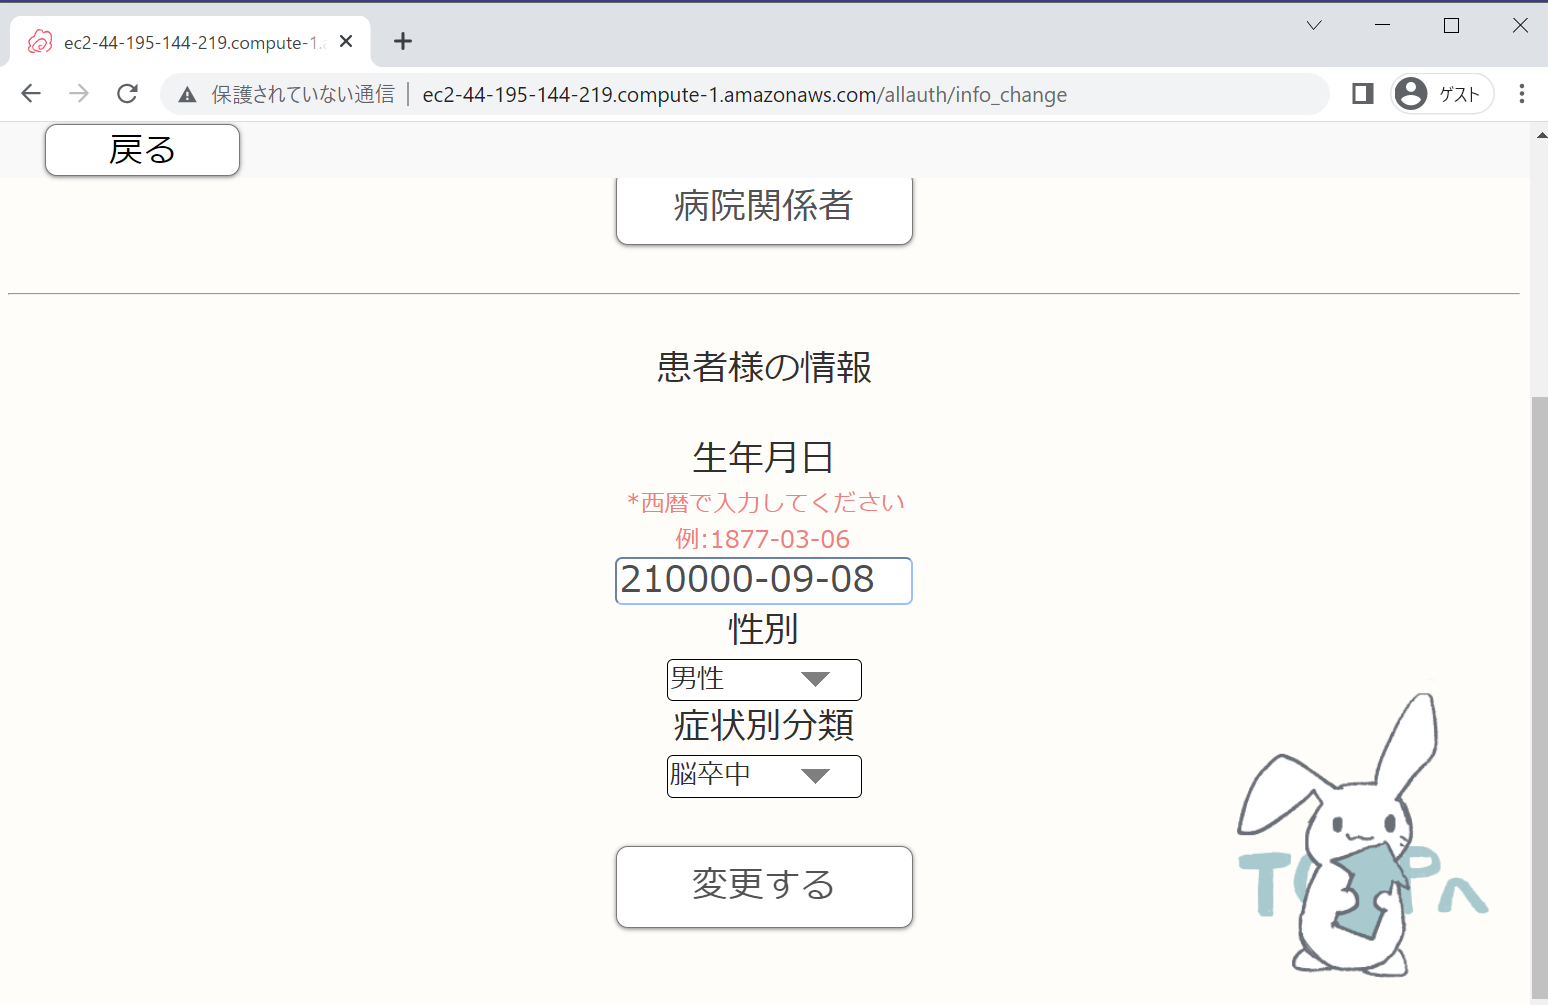 ec2-44-195-144-219.compute-1.a
保護されていない通信 ec2-44-195-144-219.compute-1.amazonaws.com/allauth/info_change
ゲスト
戻る
病院関係者
患者様の情報
生年月日
*西暦で入力してください
例:1877-03-06
210000-09-08
性別
男性
症状別分類
脳卒中
変更する